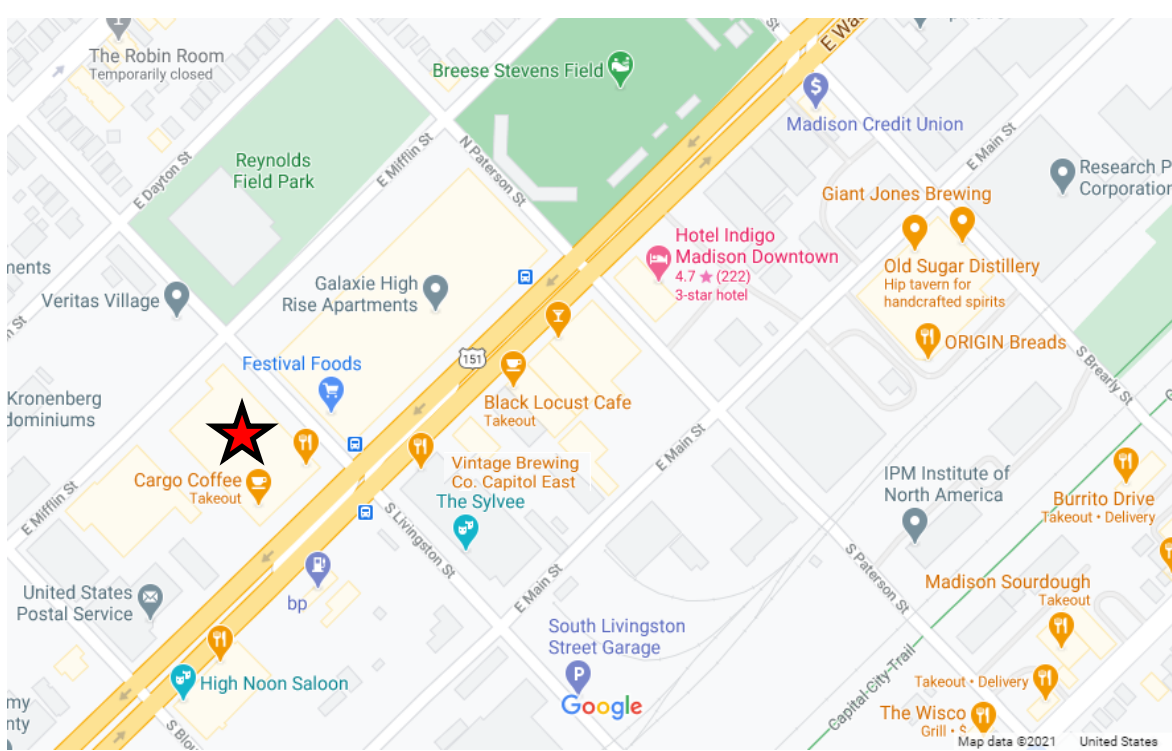 The Robin Room
Temporarily closed
Breese Stevens Field
E Wa
Madison Credit Union
E Main St
Research P
Corporation
Reynolds
Field Park
E Dayton St
E Mifflin St
N Paterson St
Giant Jones Brewing
Hotel Indigo
Madison Downtown
4.7 ★ (222)
3-star hotel
Old Sugar Distillery
Hip tavern for
handcrafted spirits
ments
Veritas Village
Galaxie High
Rise Apartments
ORIGIN Breads
St
151
Festival Foods
S Brearly St
Kronenberg
dominiums
Black Locust Cafe
Takeout
E Main St
Vintage Brewing
Co. Capitol East
The Sylvee
Cargo Coffee
Takeout
E Mifflin St
S Livingston St
IPM Institute of
North America
Burrito Drive
Takeout • Delivery
S Paterson St
E Main St
United States
Postal Service
bp
Madison Sourdough
Takeout
South Livingston
Street Garage
P
Google
High Noon Saloon
Capital City Trail
Takeout • Delivery
The Wisco
Grill • $
my
nty
S Blou
Map data ©2021
United States